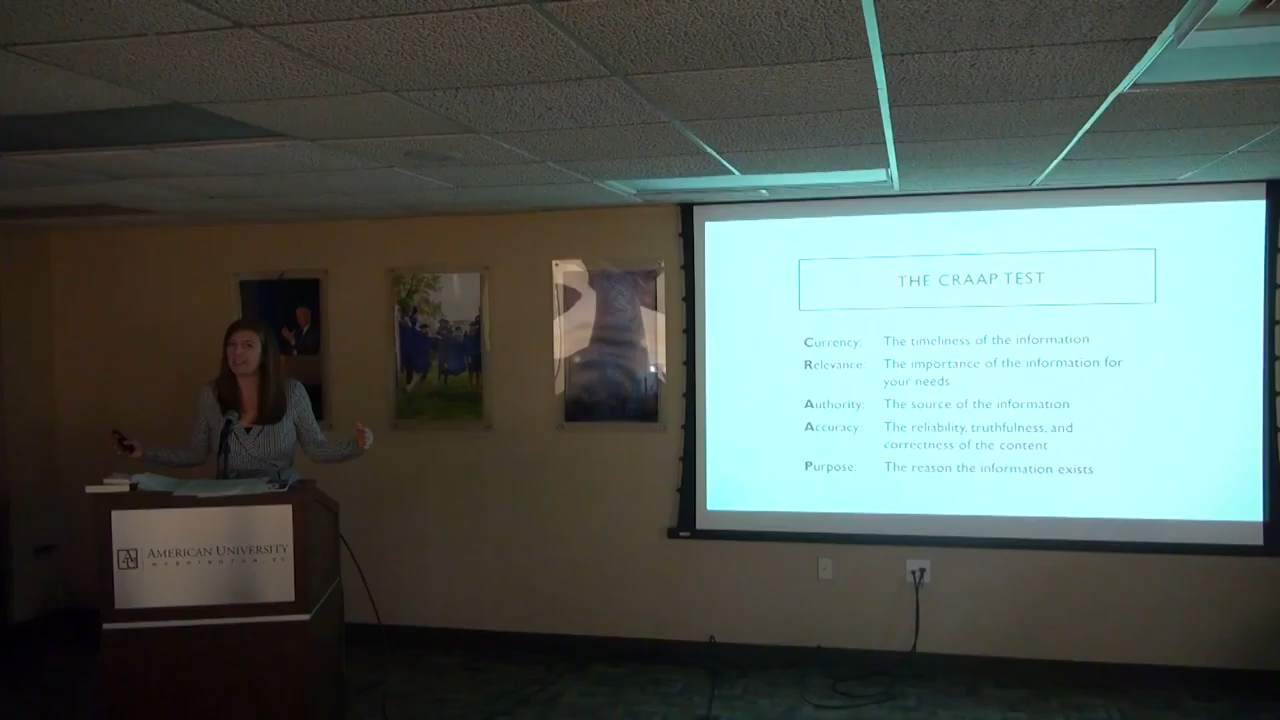 THE CRAAP TEST
Currency: The timeliness of the information
Relevance: The importance of the information for
your needs
Authority: The source of the information
Accuracy: The reliability, truthfulness, and
correctness of the content
Purpose: The reason the information exists
AMERICAN UNIVERSITY
WASHINGTON, DC